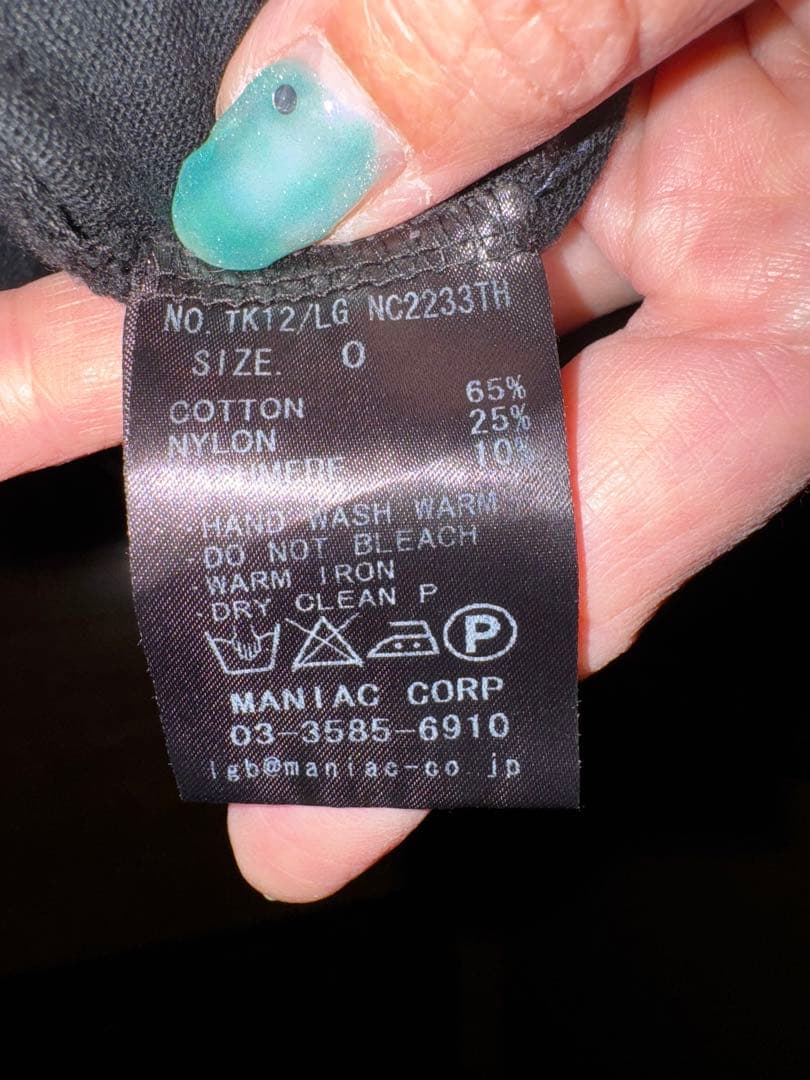 NO. TK12/LG NC2233TH
SIZE. 0
COTTON 65%
NYLON 25%
CASHMERE 10%
·HAND WASH WARM
·DO NOT BLEACH
·WARM IRON
·DRY CLEAN P
P
MANIAC CORP
03-3585-6910
lgb@maniac-co.jp